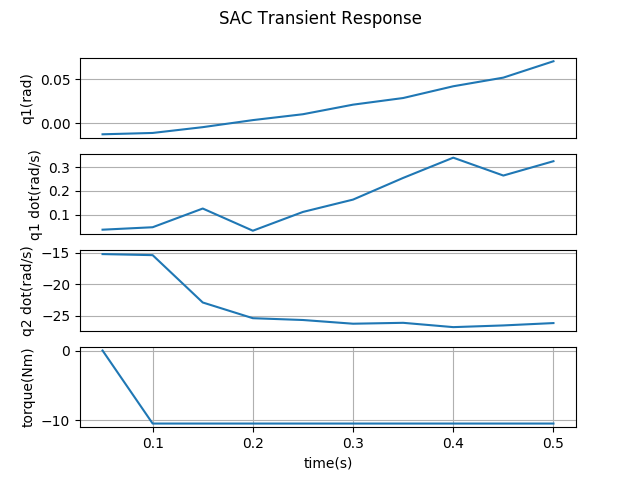 SAC Transient Response
q1(rad)
0.05
0.00
q1 dot(rad/s)
0.3
0.2
0.1
q2 dot(rad/s)
−15
−20
−25
torque(Nm)
0
−10
0.1 0.2 0.3 0.4 0.5
time(s)